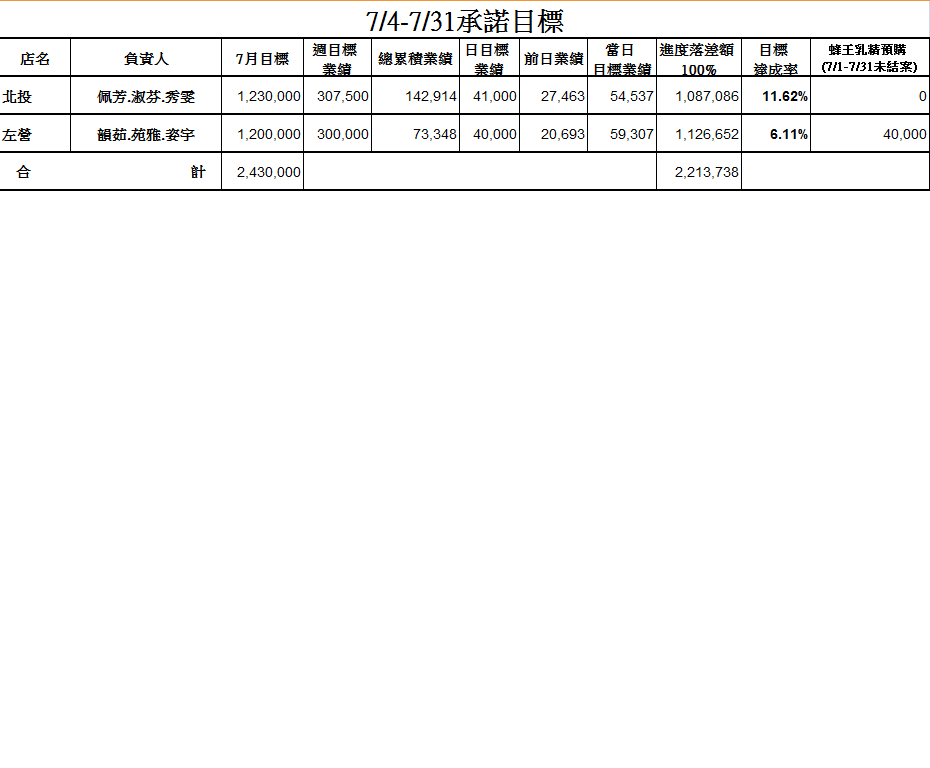 7/4-7/31承諾目標
店名 負責人 7月目標 週目標業績 總累積業績 日目標業績 前日業績 當日目標業績 進度落差額100% 目標達成率 蜂王乳精預購(7/1-7/31未結案)
北投 佩芳.淑芬.秀雯 1,230,000 307,500 142,914 41,000 27,463 54,537 1,087,086 11.62% 0
左營 韻茹.苑雅.姿宇 1,200,000 300,000 73,348 40,000 20,693 59,307 1,126,652 6.11% 40,000
合 計 2,430,000 2,213,738